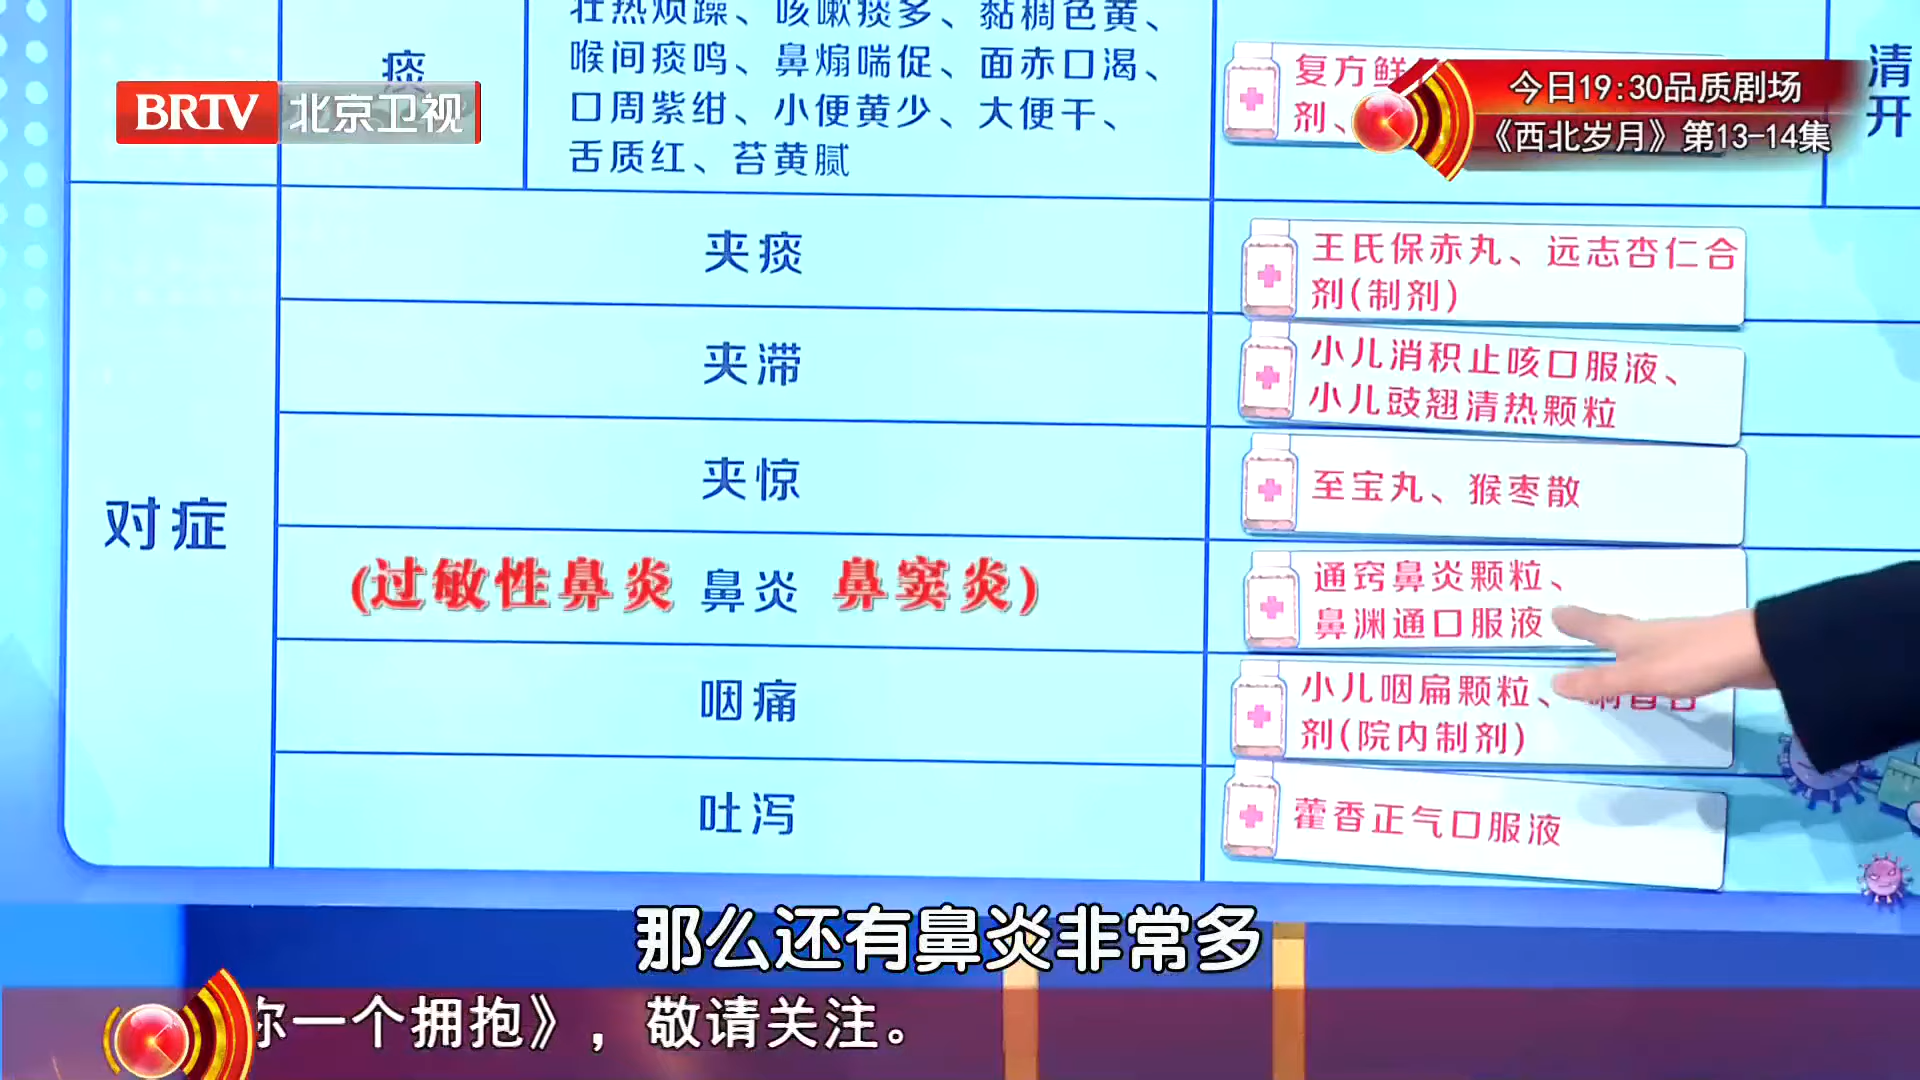 壮热烦躁、咳嗽痰多、黏稠色黄、
喉间痰鸣、鼻煽喘促、面赤口渴、
口周紫绀、小便黄少、大便干、
舌质红、苔黄腻
痰
BRTV 北京卫视
复方鲜
剂、
今日19:30品质剧场
《西北岁月》第13-14集
清
开
对症
夹痰
王氏保赤丸、远志杏仁合
剂(制剂)
夹滞
小儿消积止咳口服液、
小儿豉翘清热颗粒
夹惊
至宝丸、猴枣散
(过敏性鼻炎 鼻炎 鼻窦炎)
通窍鼻炎颗粒、
鼻渊通口服液
咽痛
小儿咽扁颗粒、
剂(院内制剂)
吐泻
藿香正气口服液
那么还有鼻炎非常多
你一个拥抱》，敬请关注。